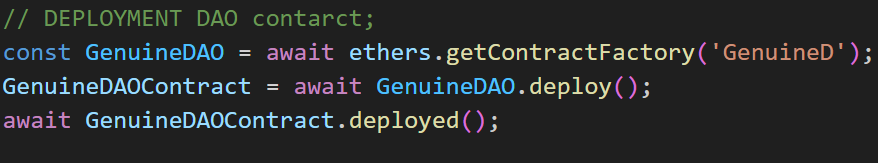 // DEPLOYMENT DAO contarct;
const GenuineDAO = await ethers.getContractFactory('GenuineD');
GenuineDAOContract = await GenuineDAO.deploy();
await GenuineDAOContract.deployed();